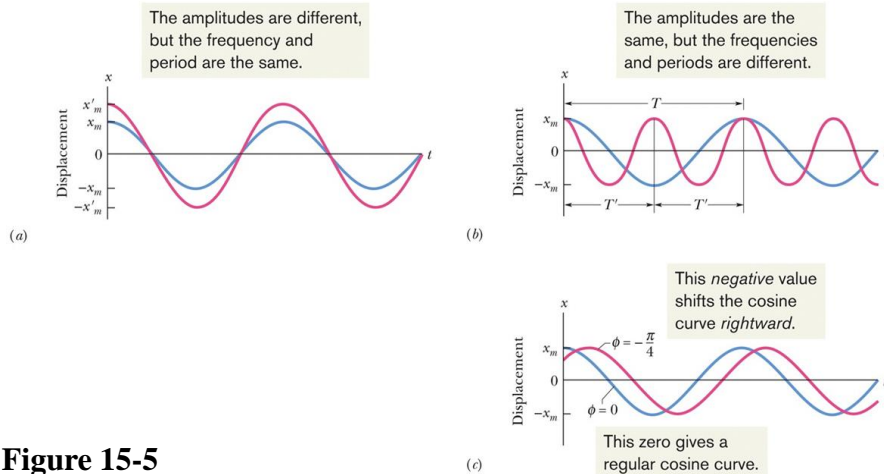 The amplitudes are different,
but the frequency and
period are the same.
x
x′m
xm
0
−xm
−x′m
Displacement
t
(a)
The amplitudes are the
same, but the frequencies
and periods are different.
x
T
xm
0
−xm
Displacement
T′ T′
(b)
This negative value
shifts the cosine
curve rightward.
x
ϕ = −π/4
xm
0
−xm
Displacement
ϕ = 0
This zero gives a
regular cosine curve.
(c)
Figure 15-5